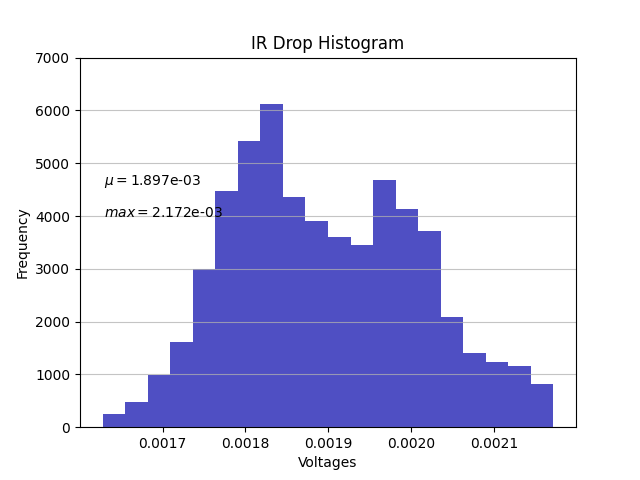 IR Drop Histogram
7000
6000
5000
4000
3000
2000
1000
0
Frequency
μ = 1.897e-03
max = 2.172e-03
0.0017 0.0018 0.0019 0.0020 0.0021
Voltages